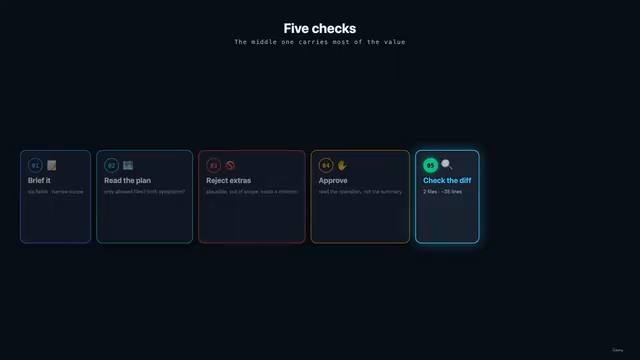 Five checks
The middle one carries most of the value
01
Brief it
six fields · narrow scope
02
Read the plan
only allowed files? both symptoms?
03
Reject extras
plausible, out of scope, costs a
04
Approve
read the operation, not the summary
05
Check the diff
2 files · ~35 lines